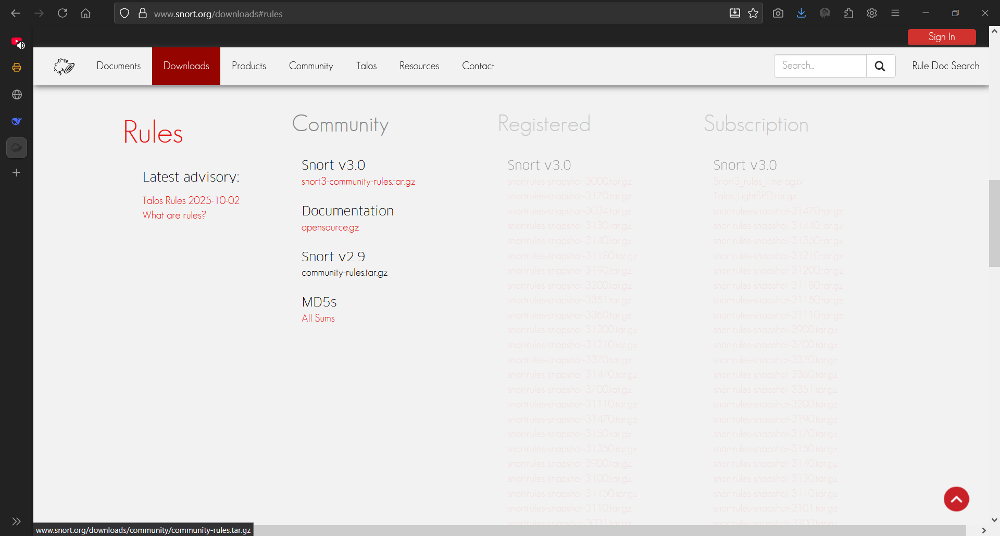 www.snort.org/downloads#rules
Sign In
Documents
Downloads
Products
Community
Talos
Resources
Contact
Search...
Rule Doc Search
Rules
Latest advisory:
Talos Rules 2025-10-02
What are rules?
Community
Snort v3.0
snort3-community-rules.tar.gz
Documentation
opensource.gz
Snort v2.9
community-rules.tar.gz
MD5s
All Sums
Registered
Snort v3.0
snortrules-snapshot-3000.tar.gz
snortrules-snapshot-3170.tar.gz
snortrules-snapshot-3034.tar.gz
snortrules-snapshot-3130.tar.gz
snortrules-snapshot-3140.tar.gz
snortrules-snapshot-31180.tar.gz
snortrules-snapshot-3190.tar.gz
snortrules-snapshot-3200.tar.gz
snortrules-snapshot-3351.tar.gz
snortrules-snapshot-3360.tar.gz
snortrules-snapshot-31200.tar.gz
snortrules-snapshot-31210.tar.gz
snortrules-snapshot-3370.tar.gz
snortrules-snapshot-31440.tar.gz
snortrules-snapshot-3700.tar.gz
snortrules-snapshot-31110.tar.gz
snortrules-snapshot-31470.tar.gz
snortrules-snapshot-3150.tar.gz
snortrules-snapshot-31350.tar.gz
snortrules-snapshot-3900.tar.gz
snortrules-snapshot-3100.tar.gz
snortrules-snapshot-31150.tar.gz
snortrules-snapshot-3110.tar.gz
snortrules-snapshot-3031.tar.gz
Subscription
Snort v3.0
Snort3_rules_timetag.txt
Talos_LightSPD.tar.gz
snortrules-snapshot-31470.tar.gz
snortrules-snapshot-31440.tar.gz
snortrules-snapshot-31350.tar.gz
snortrules-snapshot-31210.tar.gz
snortrules-snapshot-31200.tar.gz
snortrules-snapshot-31180.tar.gz
snortrules-snapshot-31150.tar.gz
snortrules-snapshot-31110.tar.gz
snortrules-snapshot-3900.tar.gz
snortrules-snapshot-3700.tar.gz
snortrules-snapshot-3370.tar.gz
snortrules-snapshot-3360.tar.gz
snortrules-snapshot-3351.tar.gz
snortrules-snapshot-3200.tar.gz
snortrules-snapshot-3190.tar.gz
snortrules-snapshot-3170.tar.gz
snortrules-snapshot-3150.tar.gz
snortrules-snapshot-3140.tar.gz
snortrules-snapshot-3130.tar.gz
snortrules-snapshot-3110.tar.gz
snortrules-snapshot-3101.tar.gz
snortrules-snapshot-3100.tar.gz
www.snort.org/downloads/community/community-rules.tar.gz